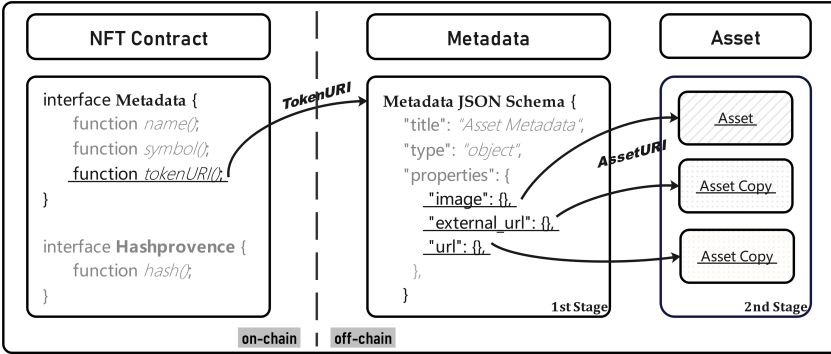 NFT Contract
Metadata
Asset
interface Metadata {
function name();
function symbol();
function tokenURI();
}
interface Hashprovence {
function hash();
}
on-chain
TokenURI
Metadata JSON Schema {
"title": "Asset Metadata",
"type": "object",
"properties": {
"image": {},
"external_url": {},
"url": {},
},
}
1st Stage
off-chain
AssetURI
Asset
Asset Copy
Asset Copy
2nd Stage